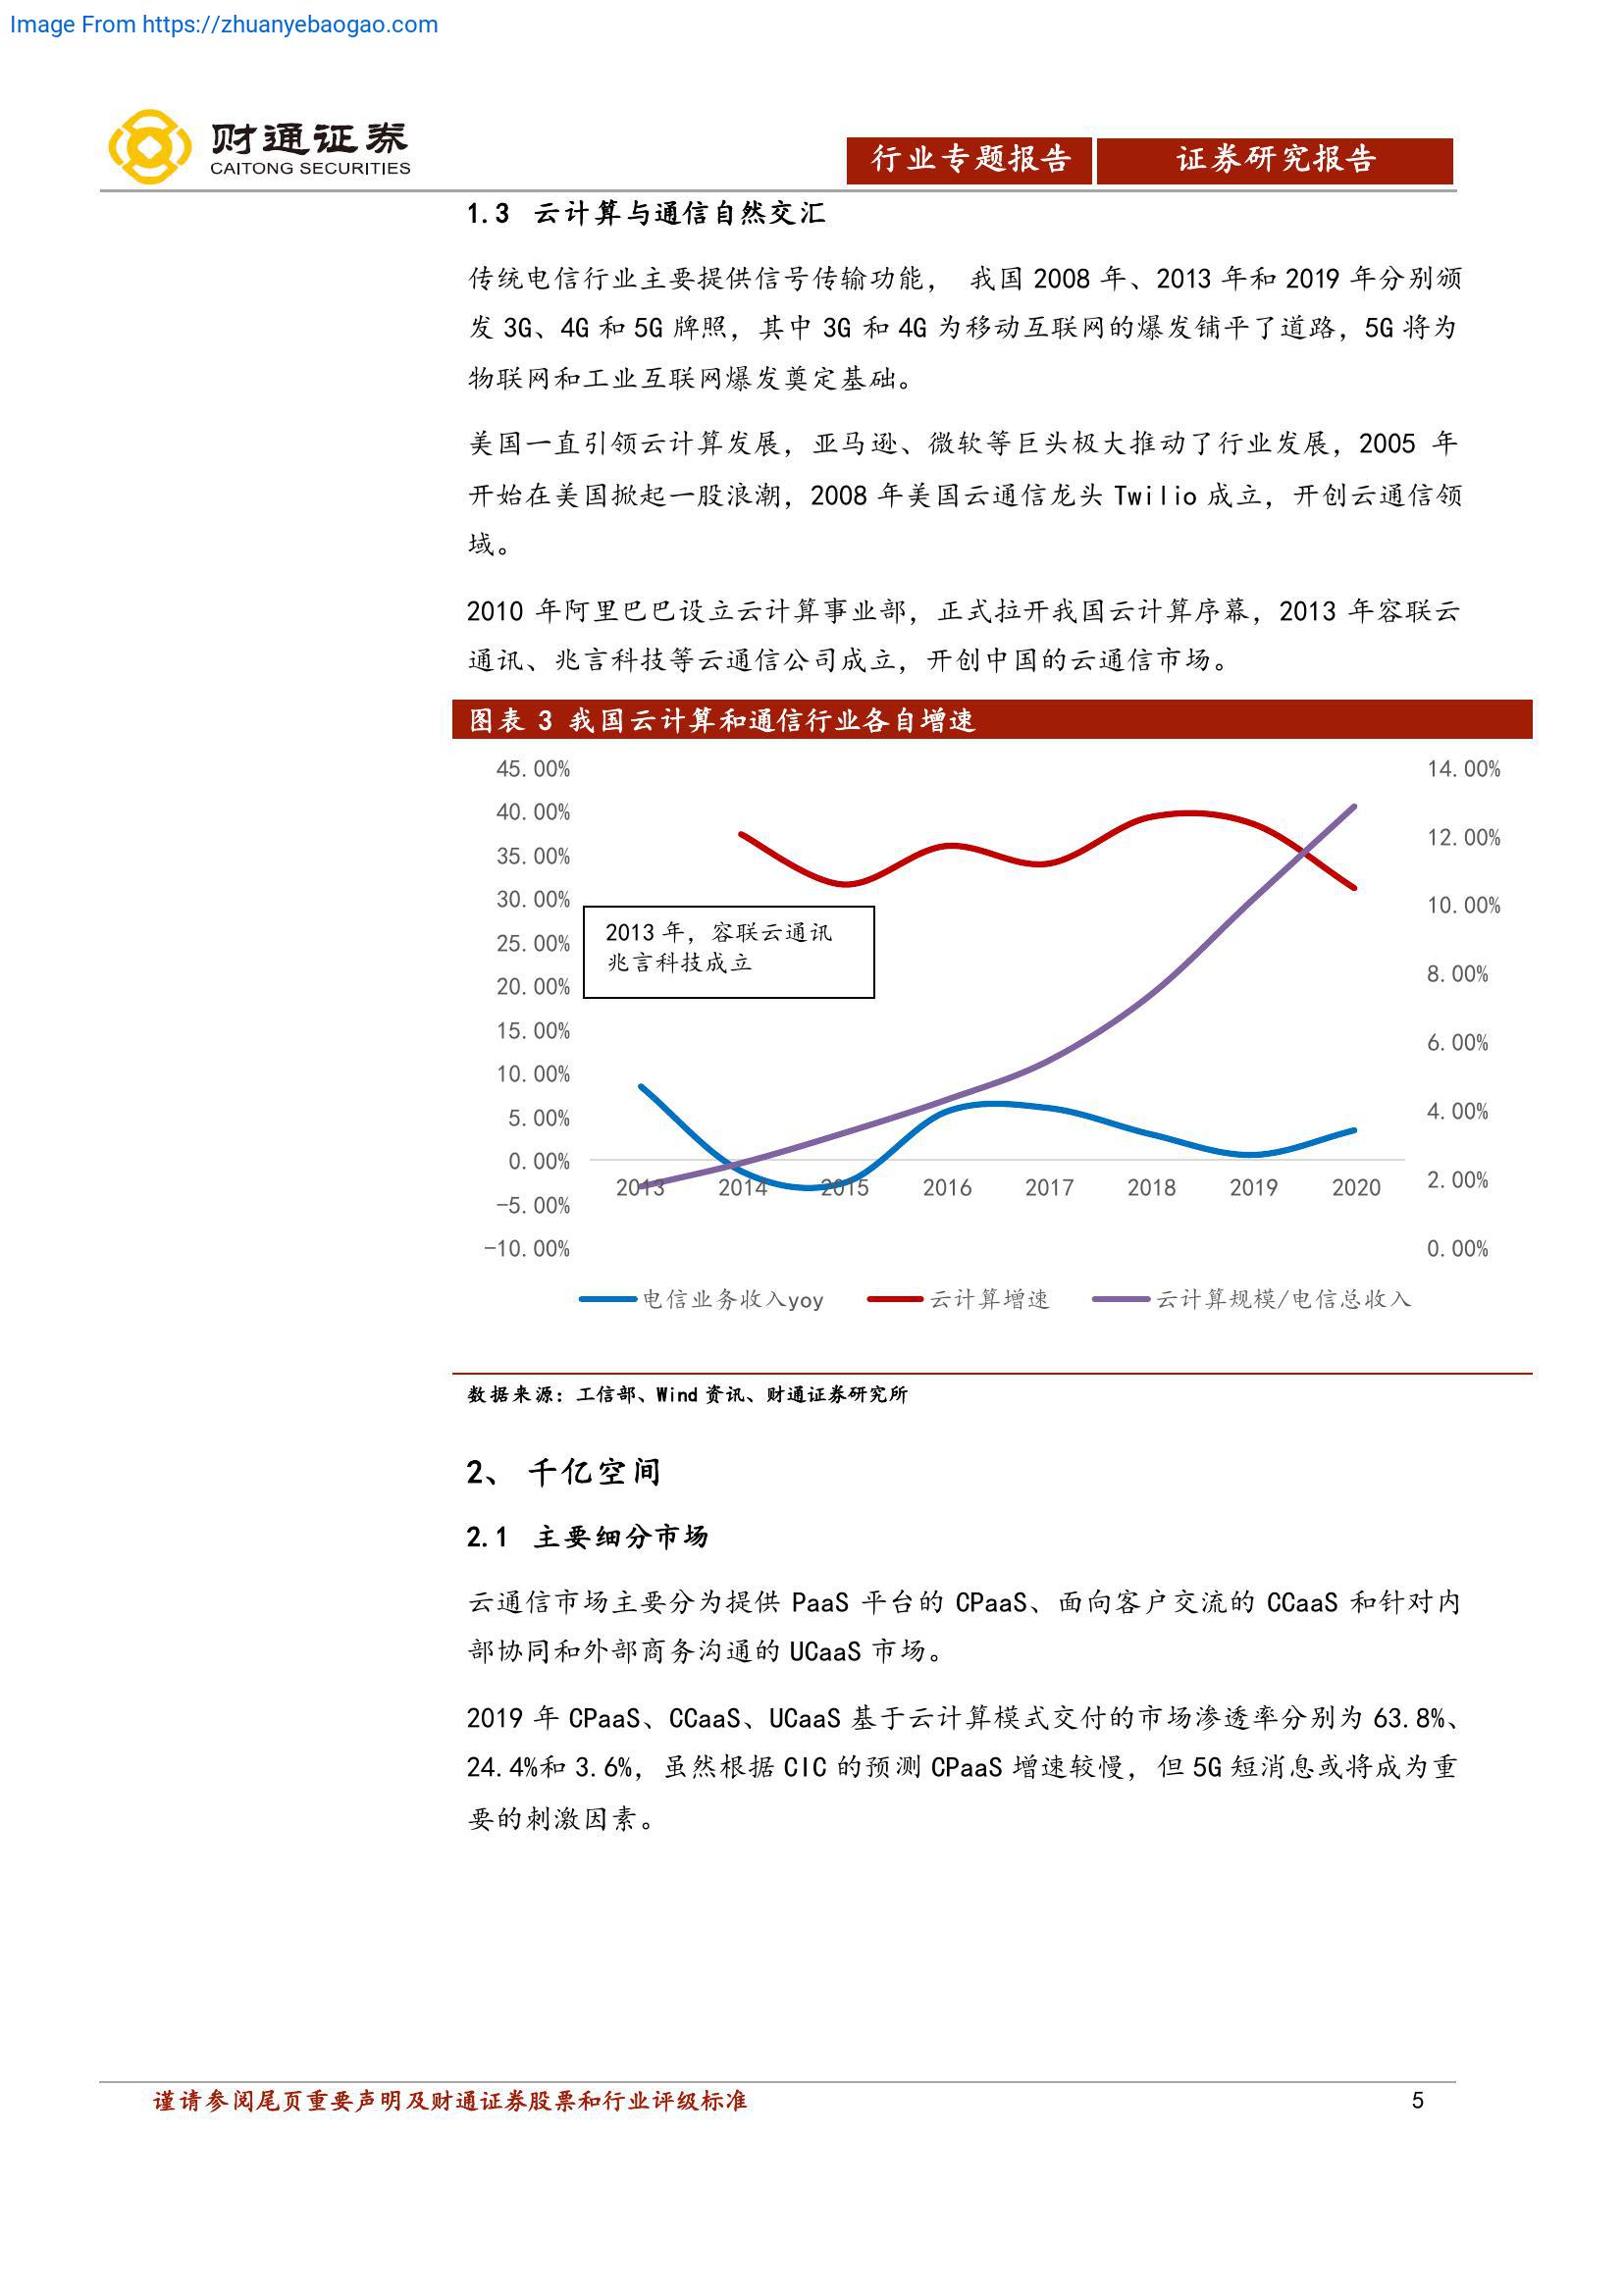 Image From https://zhuanyebaogao.com
财通证券
CAITONG SECURITIES
行业专题报告 证券研究报告
1.3 云计算与通信自然交汇
传统电信行业主要提供信号传输功能， 我国 2008 年、2013 年和 2019 年分别颁
发 3G、4G 和 5G 牌照，其中 3G 和 4G 为移动互联网的爆发铺平了道路，5G 将为
物联网和工业互联网爆发奠定基础。
美国一直引领云计算发展，亚马逊、微软等巨头极大推动了行业发展，2005 年
开始在美国掀起一股浪潮，2008 年美国云通信龙头 Twilio 成立，开创云通信领
域。
2010 年阿里巴巴设立云计算事业部，正式拉开我国云计算序幕，2013 年容联云
通讯、兆言科技等云通信公司成立，开创中国的云通信市场。
图表 3 我国云计算和通信行业各自增速
45.00%
40.00%
35.00%
30.00%
25.00%
20.00%
15.00%
10.00%
5.00%
0.00%
-5.00%
-10.00%
14.00%
12.00%
10.00%
8.00%
6.00%
4.00%
2.00%
0.00%
2013 年，容联云通讯
兆言科技成立
2013 2014 2015 2016 2017 2018 2019 2020
电信业务收入yoy 云计算增速 云计算规模/电信总收入
数据来源：工信部、Wind 资讯、财通证券研究所
2、 千亿空间
2.1 主要细分市场
云通信市场主要分为提供 PaaS 平台的 CPaaS、面向客户交流的 CCaaS 和针对内
部协同和外部商务沟通的 UCaaS 市场。
2019 年 CPaaS、CCaaS、UCaaS 基于云计算模式交付的市场渗透率分别为 63.8%、
24.4%和 3.6%，虽然根据 CIC 的预测 CPaaS 增速较慢，但 5G 短消息或将成为重
要的刺激因素。
谨请参阅尾页重要声明及财通证券股票和行业评级标准 5